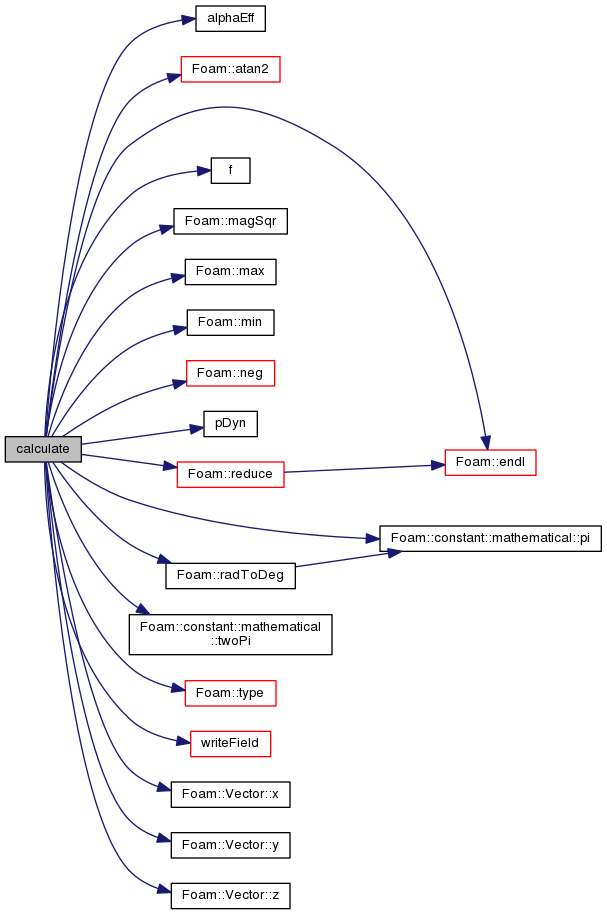 alphaEff
Foam::atan2
f
Foam::magSqr
Foam::max
Foam::min
Foam::neg
pDyn
calculate
Foam::reduce
Foam::endl
Foam::constant::mathematical::pi
Foam::radToDeg
Foam::constant::mathematical
::twoPi
Foam::type
writeField
Foam::Vector::x
Foam::Vector::y
Foam::Vector::z